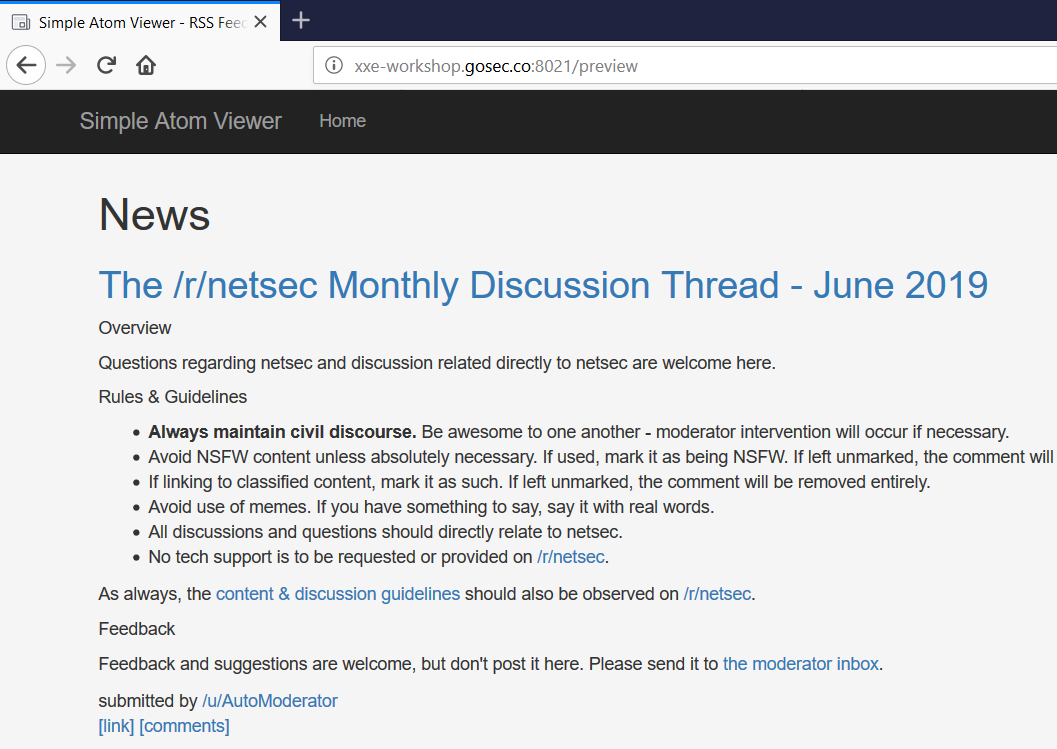 Simple Atom Viewer - RSS Feed
xxe-workshop.gosec.co:8021/preview
Simple Atom Viewer Home
News
The /r/netsec Monthly Discussion Thread - June 2019
Overview
Questions regarding netsec and discussion related directly to netsec are welcome here.
Rules & Guidelines
Always maintain civil discourse. Be awesome to one another - moderator intervention will occur if necessary.
Avoid NSFW content unless absolutely necessary. If used, mark it as being NSFW. If left unmarked, the comment will
If linking to classified content, mark it as such. If left unmarked, the comment will be removed entirely.
Avoid use of memes. If you have something to say, say it with real words.
All discussions and questions should directly relate to netsec.
No tech support is to be requested or provided on /r/netsec.
As always, the content & discussion guidelines should also be observed on /r/netsec.
Feedback
Feedback and suggestions are welcome, but don't post it here. Please send it to the moderator inbox.
submitted by /u/AutoModerator
[link] [comments]